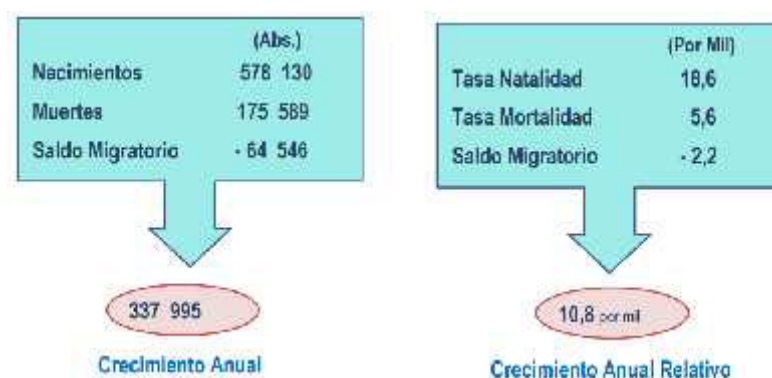 (Abs.)
Nacimientos 578 130
Muertes 175 589
Saldo Migratorio - 64 546
337 995
Crecimiento Anual
(Por Mil)
Tasa Natalidad 18,6
Tasa Mortalidad 5,6
Saldo Migratorio - 2,2
10,8 por mil
Crecimiento Anual Relativo